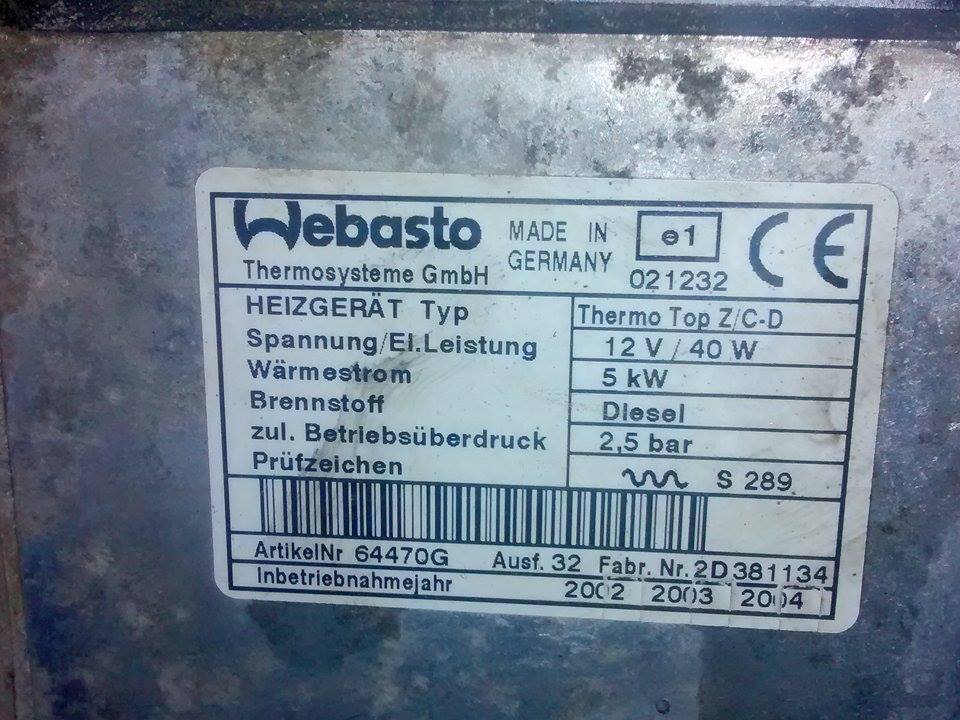 Webasto MADE IN GERMANY e1 CE
Thermosysteme GmbH 021232
HEIZGERÄT Typ Thermo Top Z/C-D
Spannung/El.Leistung 12 V / 40 W
Wärmestrom 5 kW
Brennstoff Diesel
zul. Betriebsüberdruck 2,5 bar
Prüfzeichen S 289
ArtikelNr 64470G Ausf. 32 Fabr. Nr. 2D381134
Inbetriebnahmejahr 2002 2003 2004